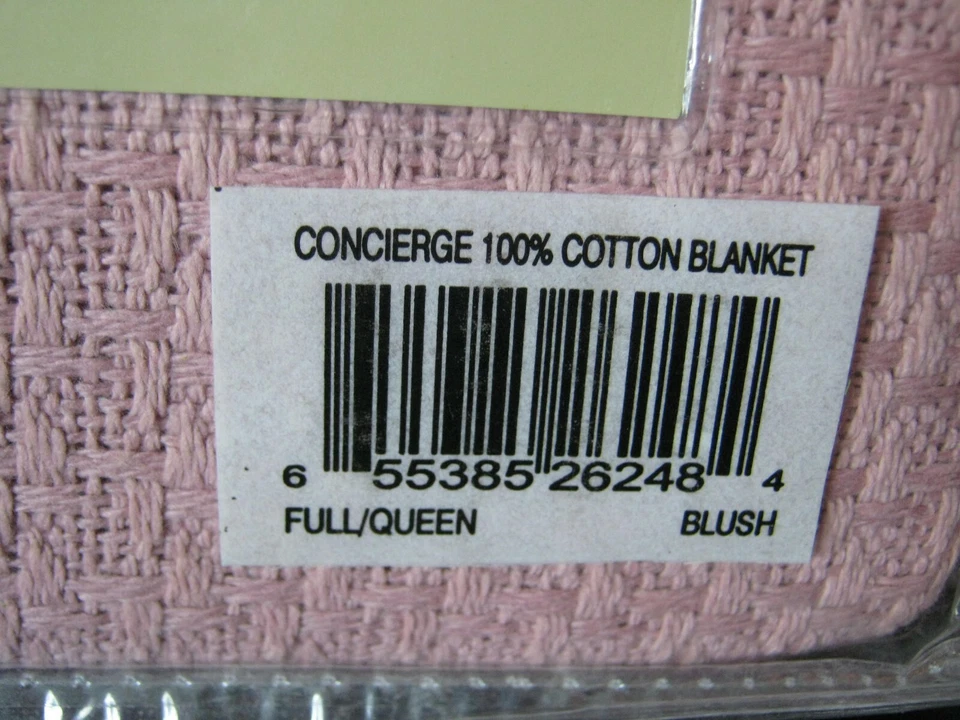 CONCIERGE 100% COTTON BLANKET
6 55385 26248 4
FULL/QUEEN BLUSH